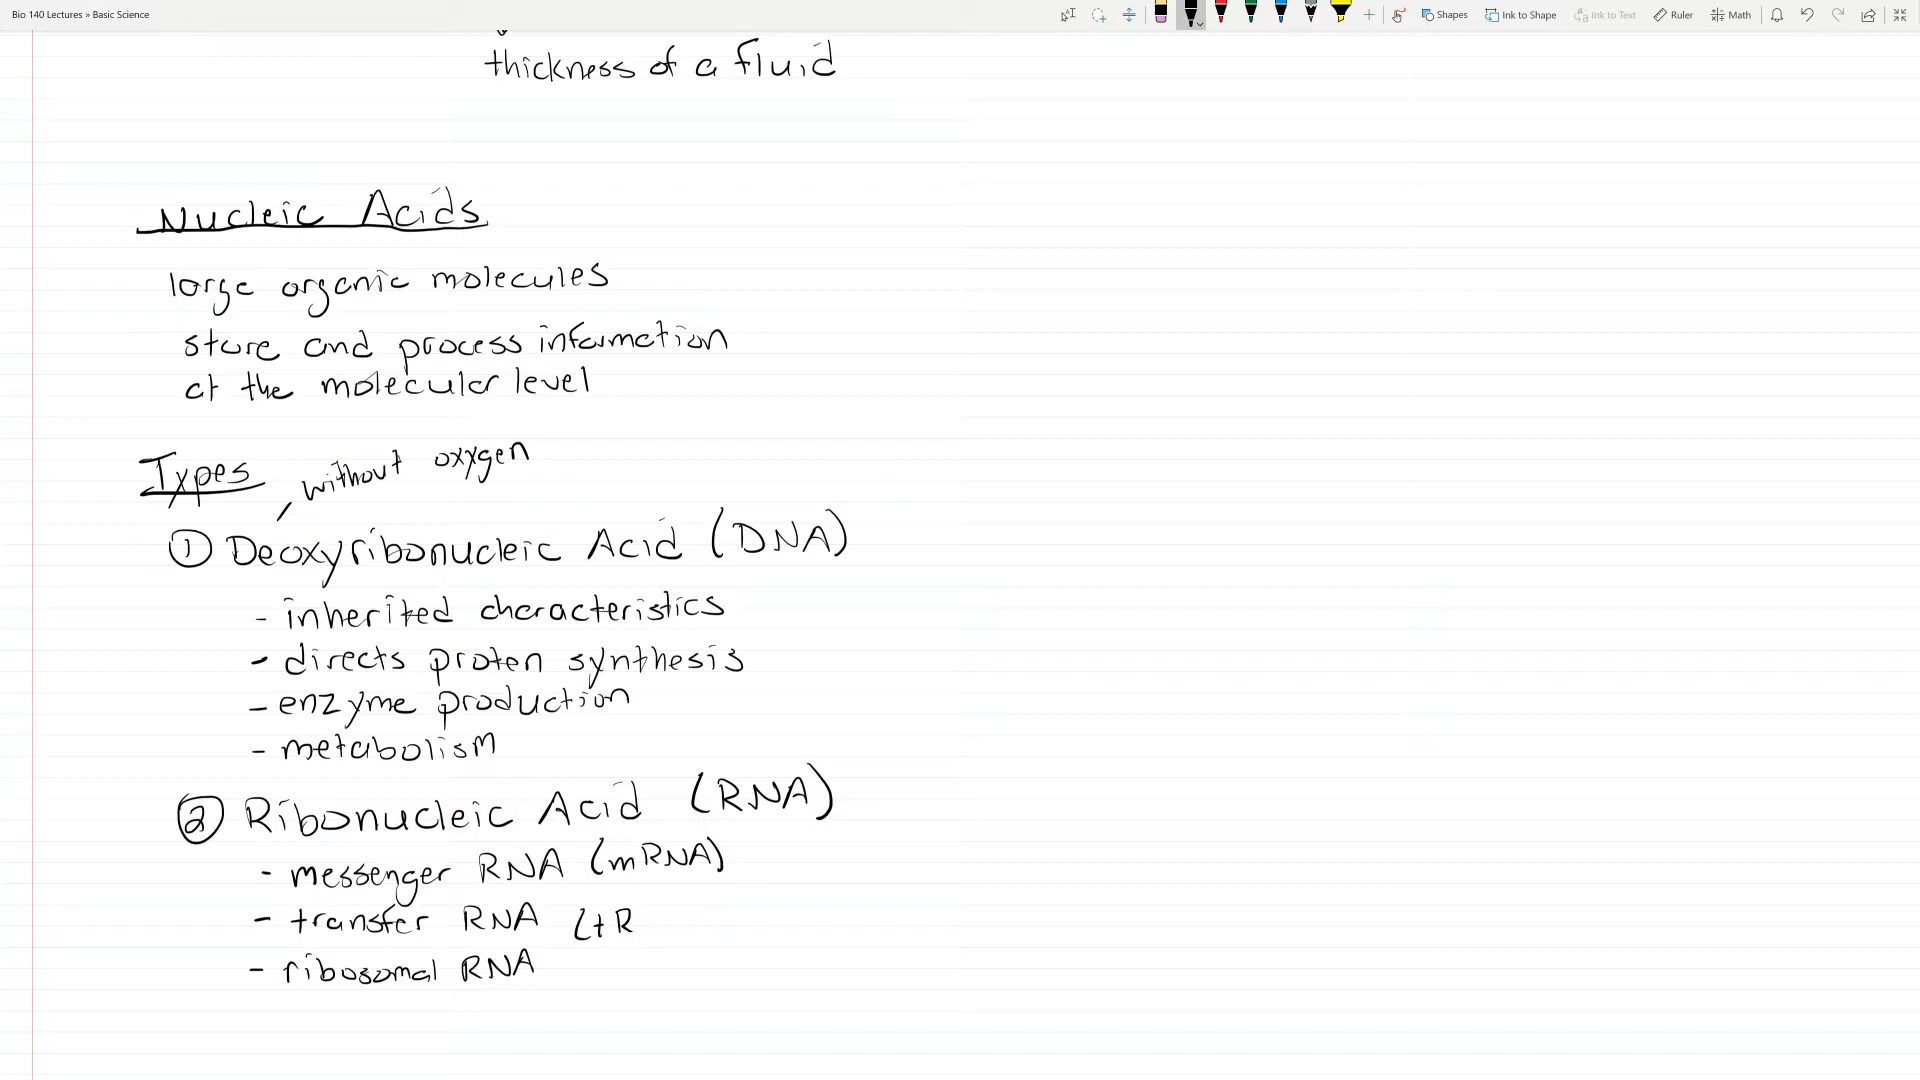 Bio 140 Lectures » Basic Science
Shapes Ink to Shape Ink to Text Ruler Math
thickness of a fluid
Nucleic Acids
large organic molecules
store and process information
at the molecular level
Types
without oxygen
① Deoxyribonucleic Acid (DNA)
- inherited characteristics
- directs proten synthesis
- enzyme production
- metabolism
② Ribonucleic Acid (RNA)
- messenger RNA (mRNA)
- transfer RNA (tR
- ribosomal RNA